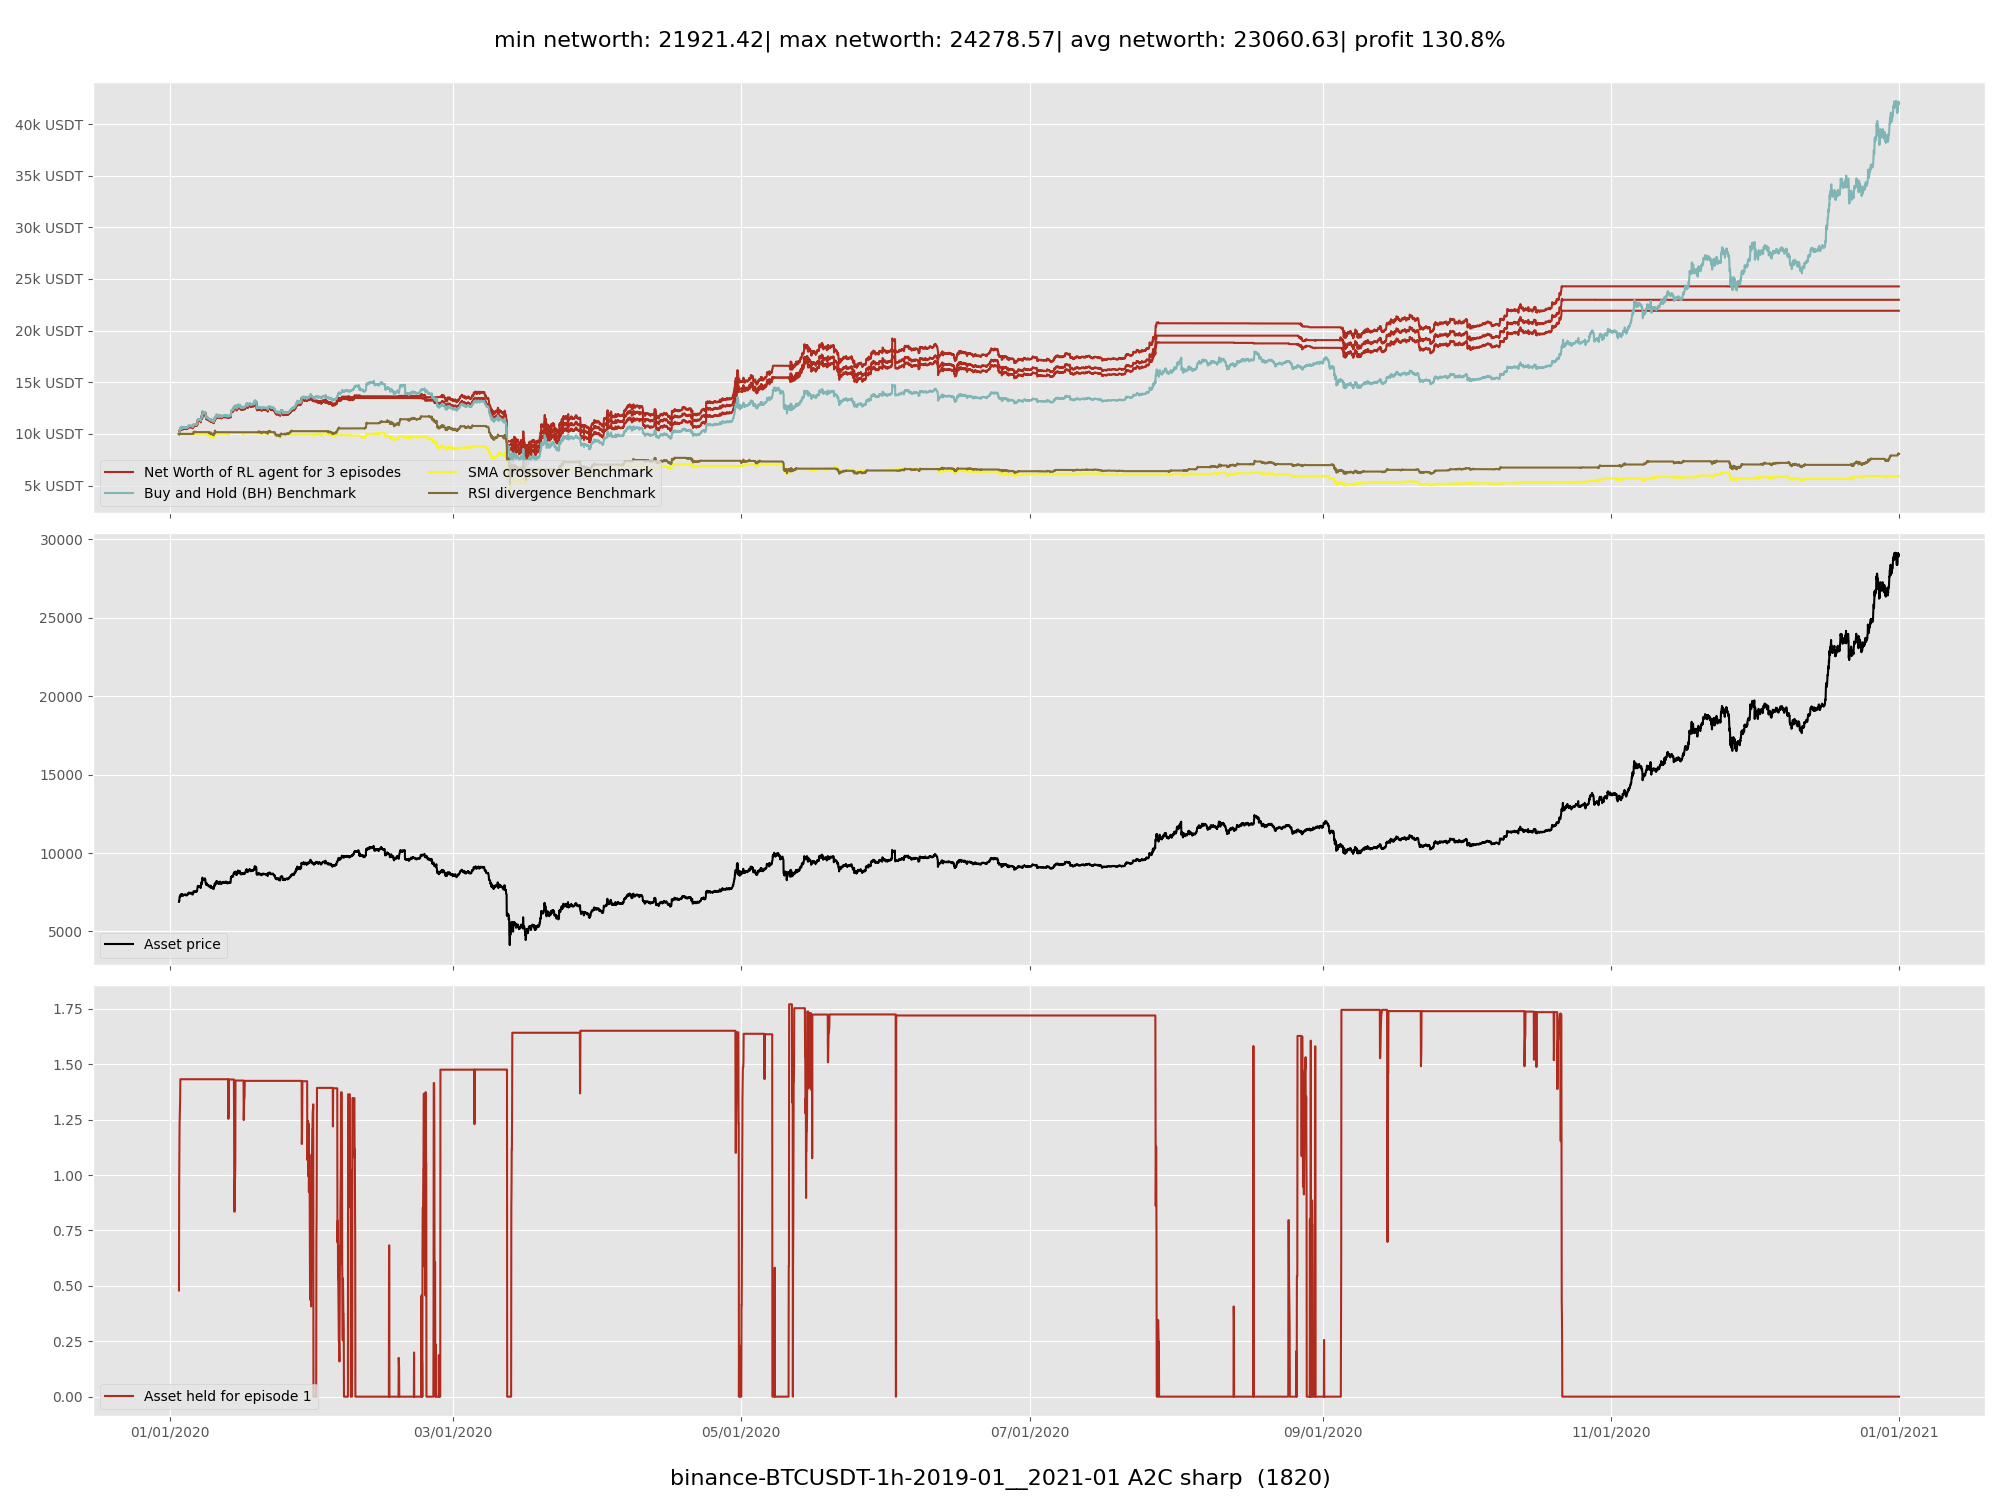 min networth: 21921.42| max networth: 24278.57| avg networth: 23060.63| profit 130.8%
40k USDT
35k USDT
30k USDT
25k USDT
20k USDT
15k USDT
10k USDT
5k USDT
Net Worth of RL agent for 3 episodes
Buy and Hold (BH) Benchmark
SMA crossover Benchmark
RSI divergence Benchmark
30000
25000
20000
15000
10000
5000
Asset price
1.75
1.50
1.25
1.00
0.75
0.50
0.25
0.00
Asset held for episode 1
01/01/2020 03/01/2020 05/01/2020 07/01/2020 09/01/2020 11/01/2020 01/01/2021
binance-BTCUSDT-1h-2019-01__2021-01 A2C sharp (1820)